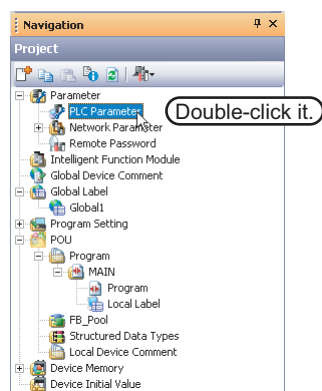 Navigation
Project
Parameter
PLC Parameter
Double-click it.
Network Parameter
Remote Password
Intelligent Function Module
Global Device Comment
Global Label
Global1
Program Setting
POU
Program
MAIN
Program
Local Label
FB_Pool
Structured Data Types
Local Device Comment
Device Memory
Device Initial Value